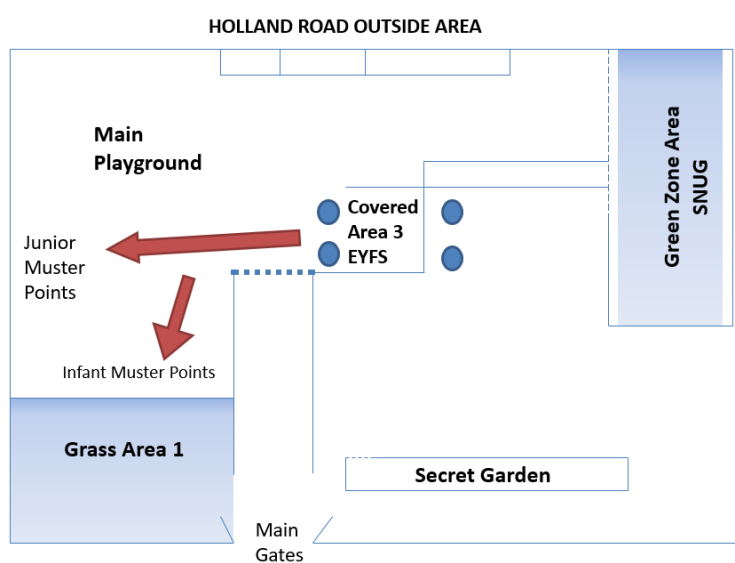 HOLLAND ROAD OUTSIDE AREA
Main
Playground
Green Zone Area
SNUG
Covered
Area 3
EYFS
Junior
Muster
Points
Infant Muster Points
Grass Area 1
Secret Garden
Main
Gates